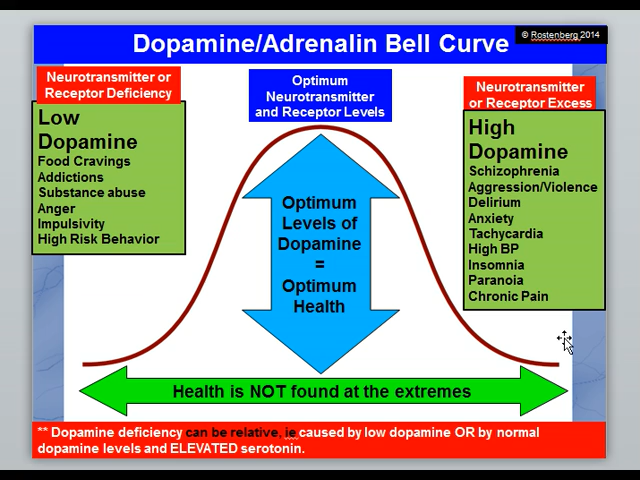 Dopamine/Adrenalin Bell Curve
© Rostenberg 2014
Neurotransmitter or
Receptor Deficiency
Low
Dopamine
Food Cravings
Addictions
Substance abuse
Anger
Impulsivity
High Risk Behavior
Optimum
Neurotransmitter
and Receptor Levels
Optimum
Levels of
Dopamine
=
Optimum
Health
Neurotransmitter
or Receptor Excess
High
Dopamine
Schizophrenia
Aggression/Violence
Delirium
Anxiety
Tachycardia
High BP
Insomnia
Paranoia
Chronic Pain
Health is NOT found at the extremes
** Dopamine deficiency can be relative, ie caused by low dopamine OR by normal
dopamine levels and ELEVATED serotonin.